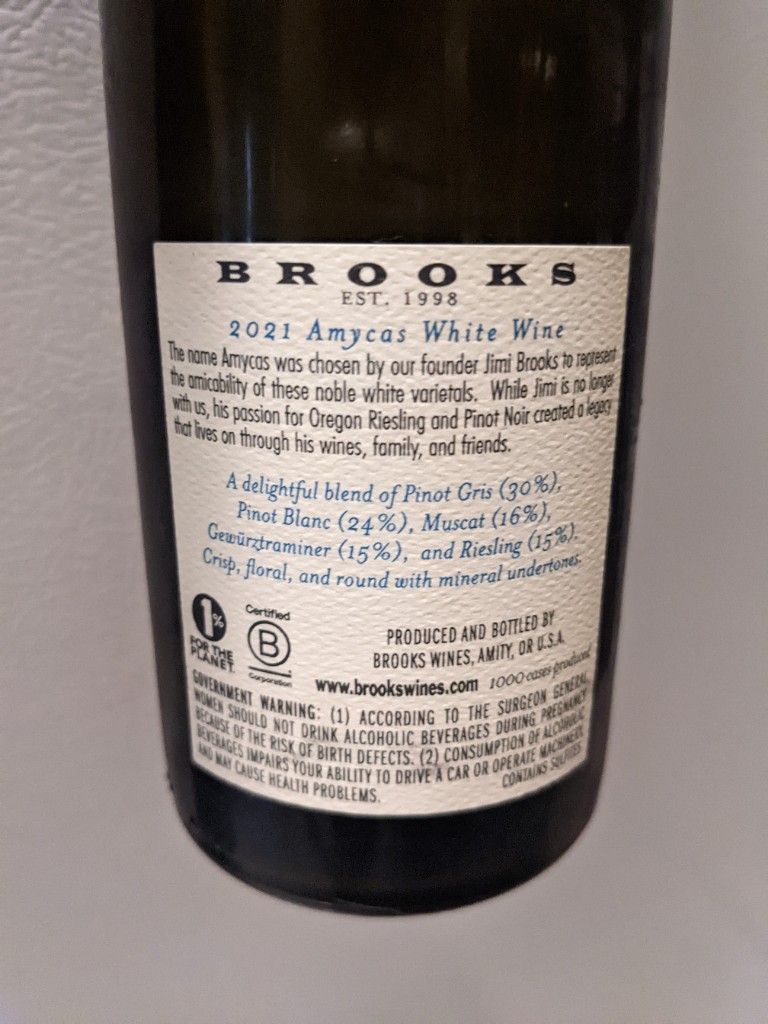 BROOKS
EST. 1998
2021 Amycas White Wine
The name Amycas was chosen by our founder Jimi Brooks to represent
the amicability of these noble white varietals. While Jimi is no longer
with us, his passion for Oregon Riesling and Pinot Noir created a legacy
that lives on through his wines, family, and friends.
A delightful blend of Pinot Gris (30%),
Pinot Blanc (24%), Muscat (16%),
Gewürztraminer (15%), and Riesling (15%).
Crisp, floral, and round with mineral undertones.
1%
FOR THE
PLANET.
Certified
B
Corporation
PRODUCED AND BOTTLED BY
BROOKS WINES, AMITY, OR U.S.A.
www.brookswines.com 1000 cases produced
GOVERNMENT WARNING: (1) ACCORDING TO THE SURGEON GENERAL,
WOMEN SHOULD NOT DRINK ALCOHOLIC BEVERAGES DURING PREGNANCY
BECAUSE OF THE RISK OF BIRTH DEFECTS. (2) CONSUMPTION OF ALCOHOLIC
BEVERAGES IMPAIRS YOUR ABILITY TO DRIVE A CAR OR OPERATE MACHINERY,
AND MAY CAUSE HEALTH PROBLEMS. CONTAINS SULFITES